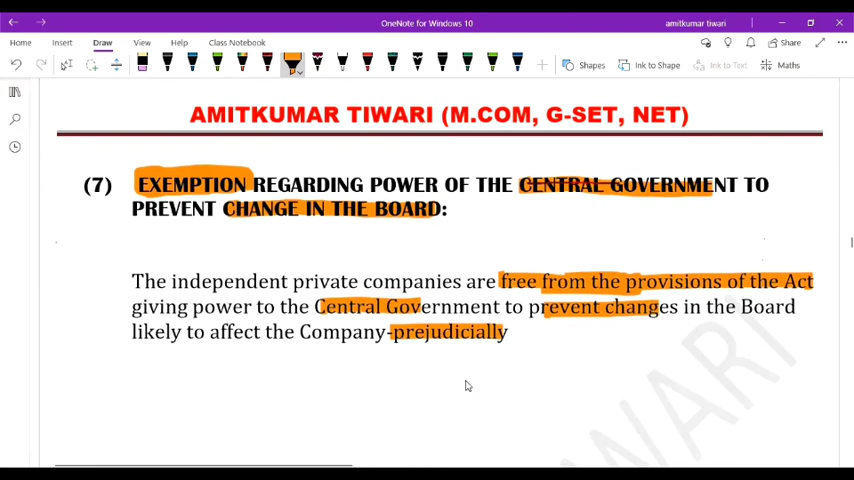 OneNote for Windows 10
amitkumar tiwari
Home Insert Draw View Help Class Notebook
Share
Shapes Ink to Shape Ink to Text Maths
AMITKUMAR TIWARI (M.COM, G-SET, NET)
(7) EXEMPTION REGARDING POWER OF THE CENTRAL GOVERNMENT TO
PREVENT CHANGE IN THE BOARD:
The independent private companies are free from the provisions of the Act
giving power to the Central Government to prevent changes in the Board
likely to affect the Company-prejudicially
WARI